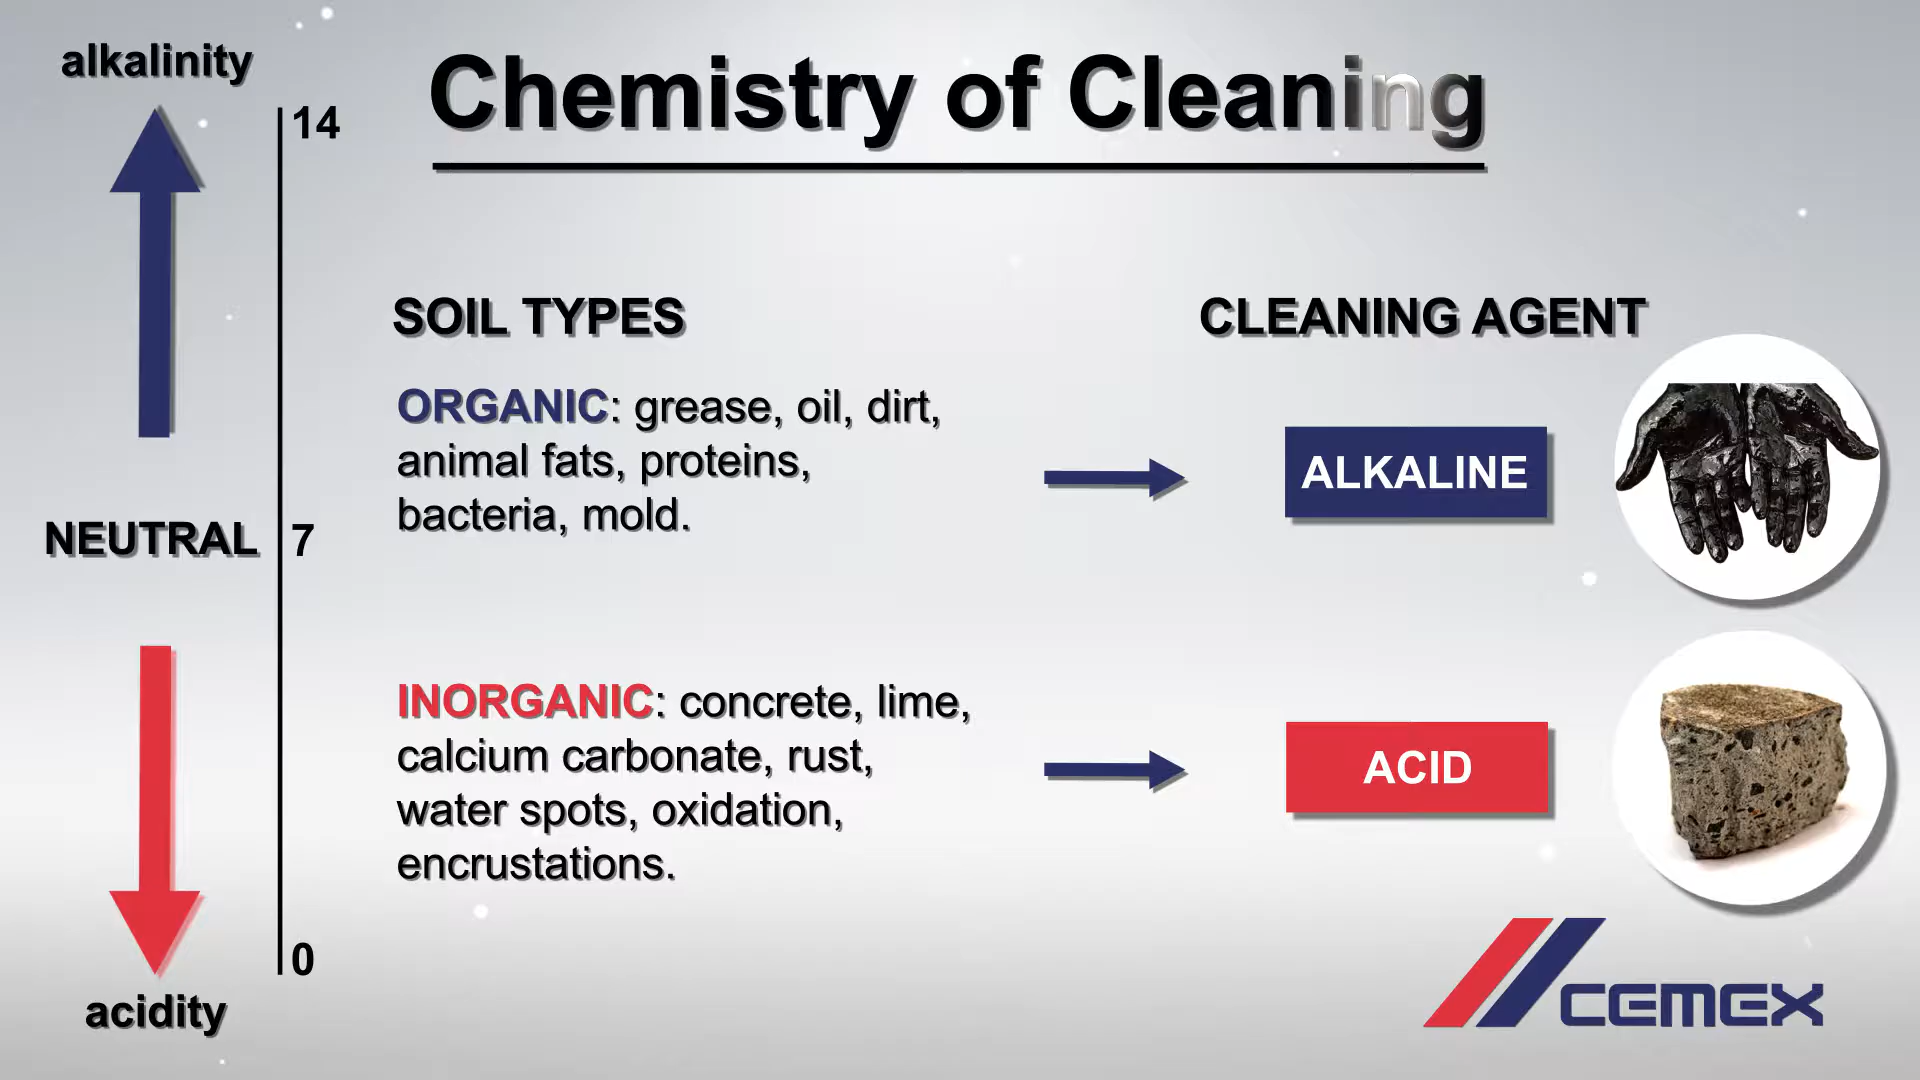 Chemistry of Cleaning
alkalinity
14
NEUTRAL
7
0
acidity
SOIL TYPES
ORGANIC: grease, oil, dirt,
animal fats, proteins,
bacteria, mold.
INORGANIC: concrete, lime,
calcium carbonate, rust,
water spots, oxidation,
encrustations.
CLEANING AGENT
ALKALINE
ACID
CEMEX